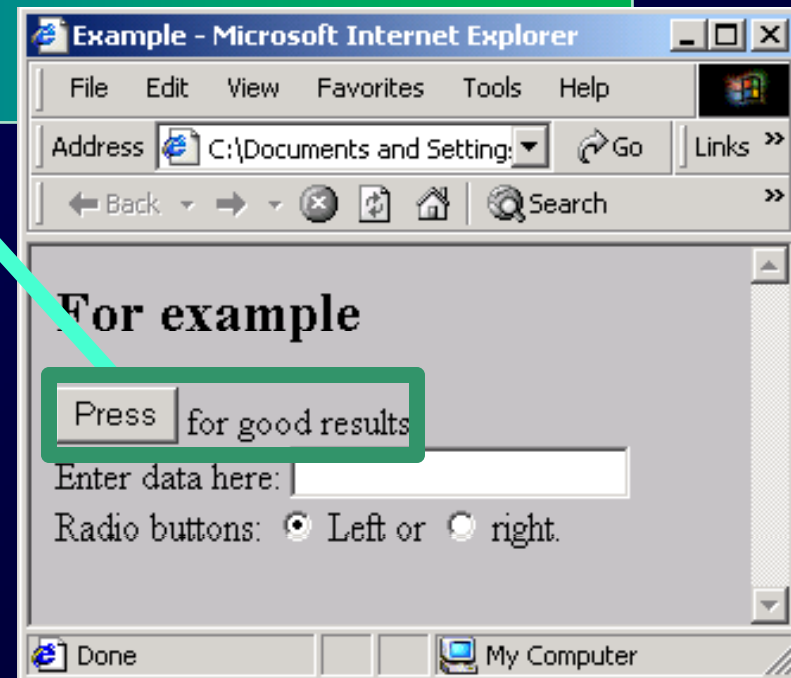 Example - Microsoft Internet Explorer
File Edit View Favorites Tools Help
Address C:\Documents and Setting: Go Links »
Back Search »
For example
Press for good results
Enter data here:
Radio buttons: Left or right.
Done My Computer